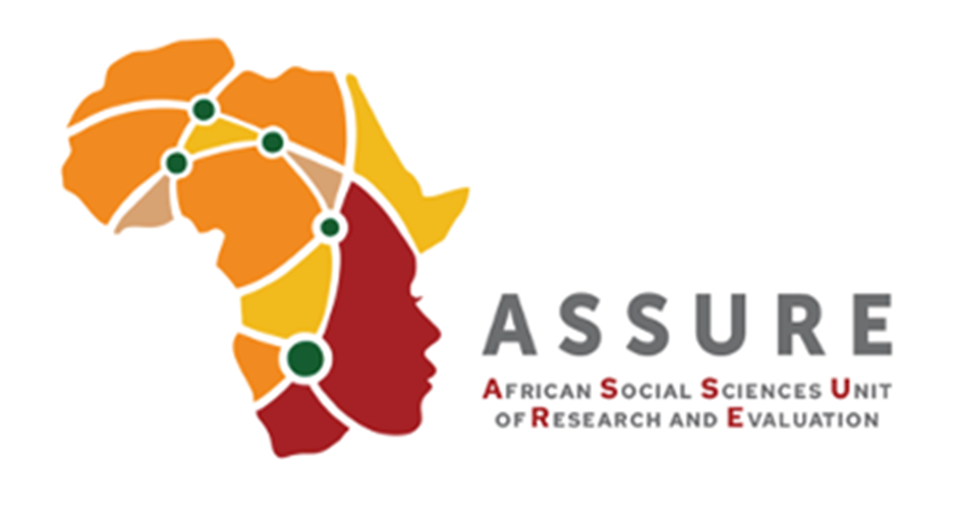 ASSURE
AFRICAN SOCIAL SCIENCES UNIT
OF RESEARCH AND EVALUATION